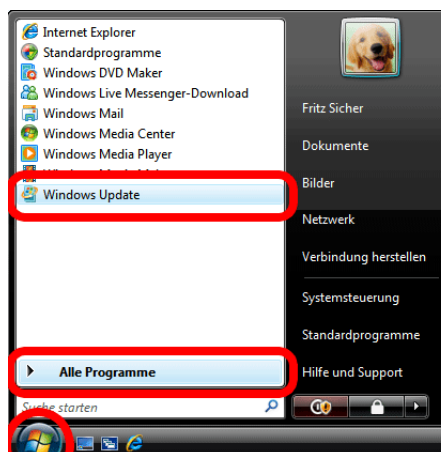 Internet Explorer
Standardprogramme
Windows DVD Maker
Windows Live Messenger-Download
Windows Mail
Windows Media Center
Windows Media Player
Windows Update
Alle Programme
Suche starten
Fritz Sicher
Dokumente
Bilder
Netzwerk
Verbindung herstellen
Systemsteuerung
Standardprogramme
Hilfe und Support